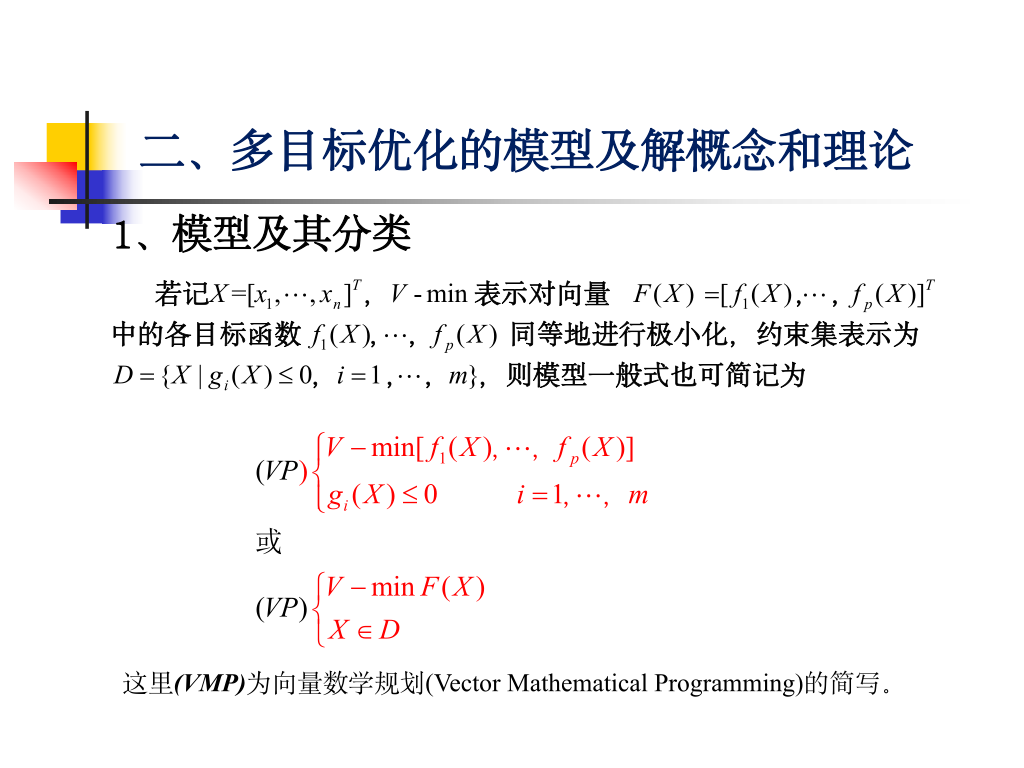 二、多目标优化的模型及解概念和理论
1、模型及其分类
若记X=[x₁,⋯,xₙ]ᵀ，V-min 表示对向量 F(X)=[f₁(X),⋯,fₚ(X)]ᵀ
中的各目标函数 f₁(X),⋯,fₚ(X) 同等地进行极小化，约束集表示为
D={X|gᵢ(X)≤0，i=1,⋯,m}，则模型一般式也可简记为
V−min[f₁(X),⋯,fₚ(X)]
(VP)
gᵢ(X)≤0 i=1,⋯,m
或
V−min F(X)
(VP)
X∈D
这里(VMP)为向量数学规划(Vector Mathematical Programming)的简写。